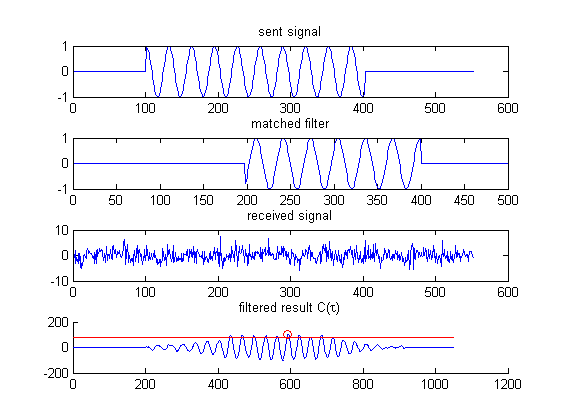 sent signal
1
0
-1
0 100 200 300 400 500 600
matched filter
1
0
-1
0 50 100 150 200 250 300 350 400 450 500
received signal
10
0
-10
0 100 200 300 400 500 600
filtered result C(τ)
200
0
-200
0 200 400 600 800 1000 1200